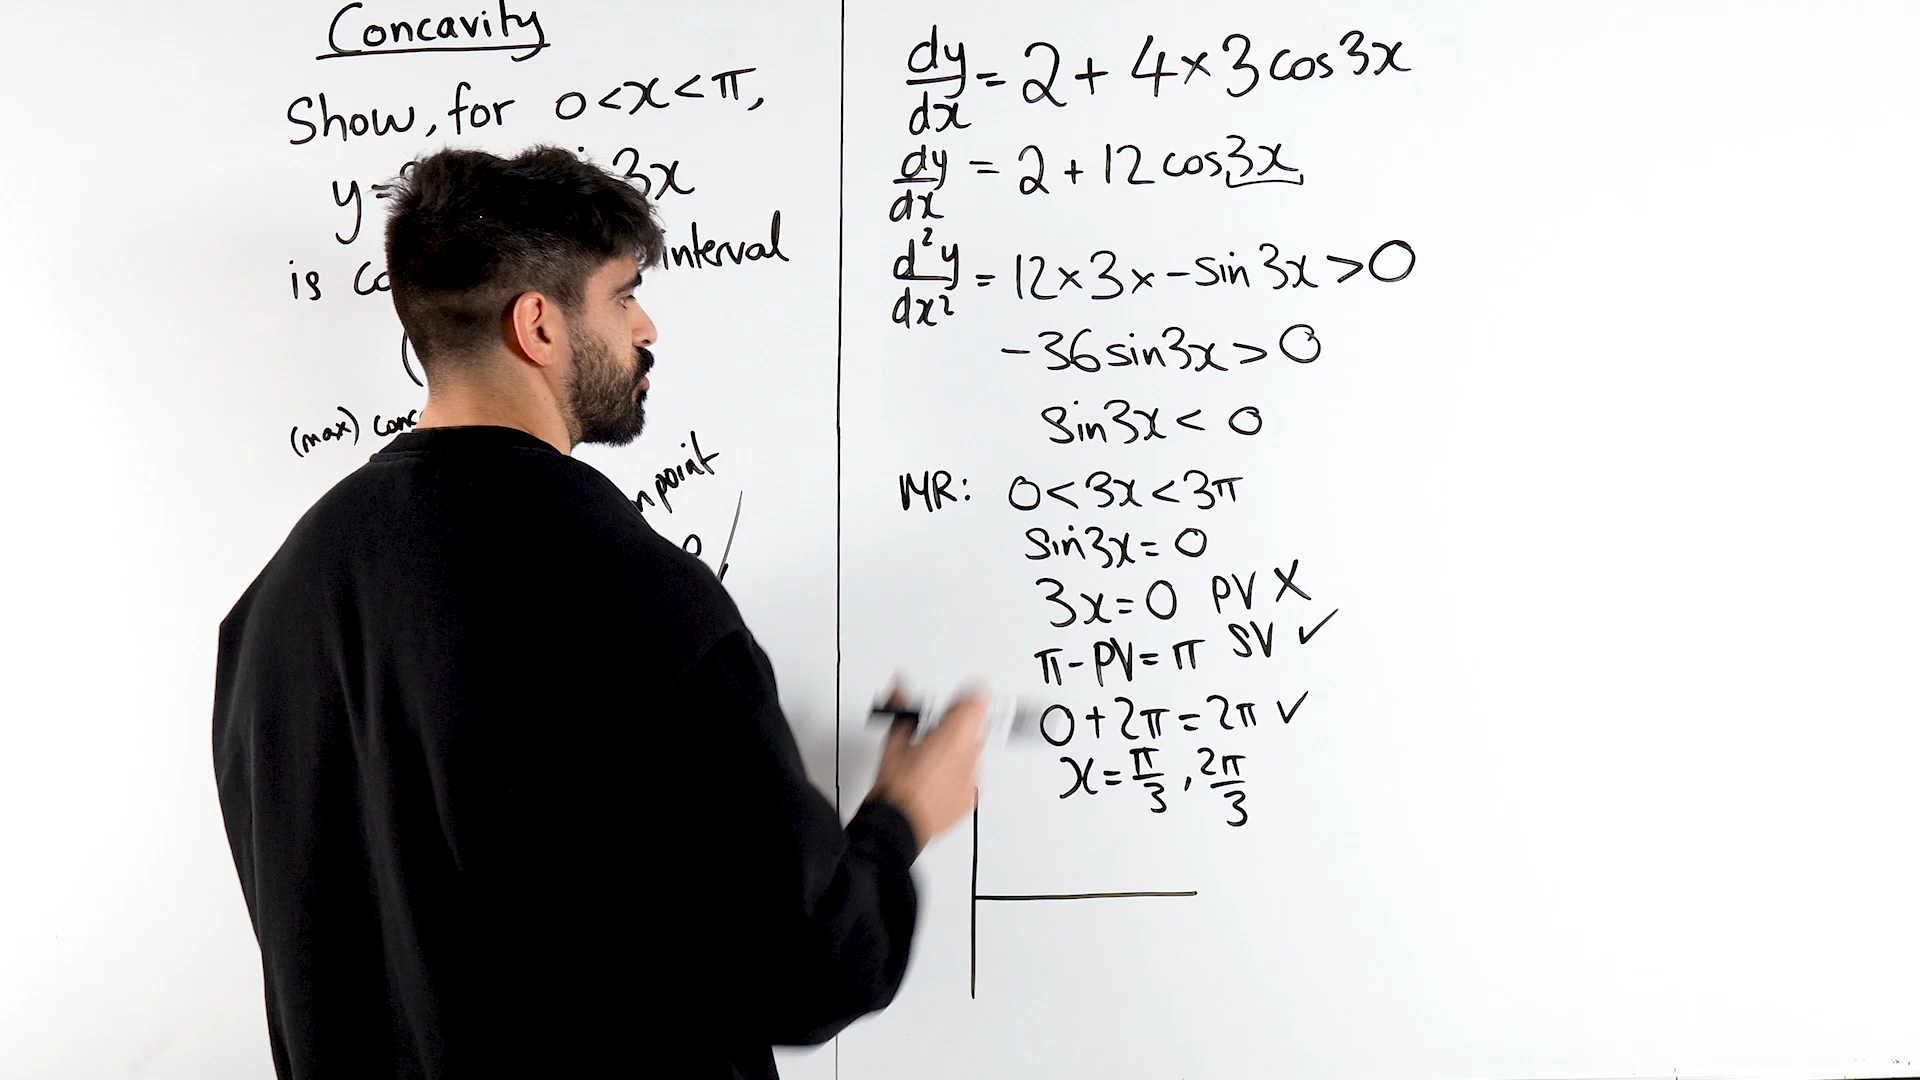 Concavity
Show, for 0<x<π,
y= 3x
is interval
(max)
point
dy/dx = 2 + 4×3cos3x
dy/dx = 2 + 12cos3x
d²y/dx² = 12×3×-sin3x>0
-36sin3x>0
sin3x<0
MR: 0<3x<3π
sin3x=0
3x=0 PV X
π-PV=π SV ✓
0+2π=2π ✓
x=π/3, 2π/3